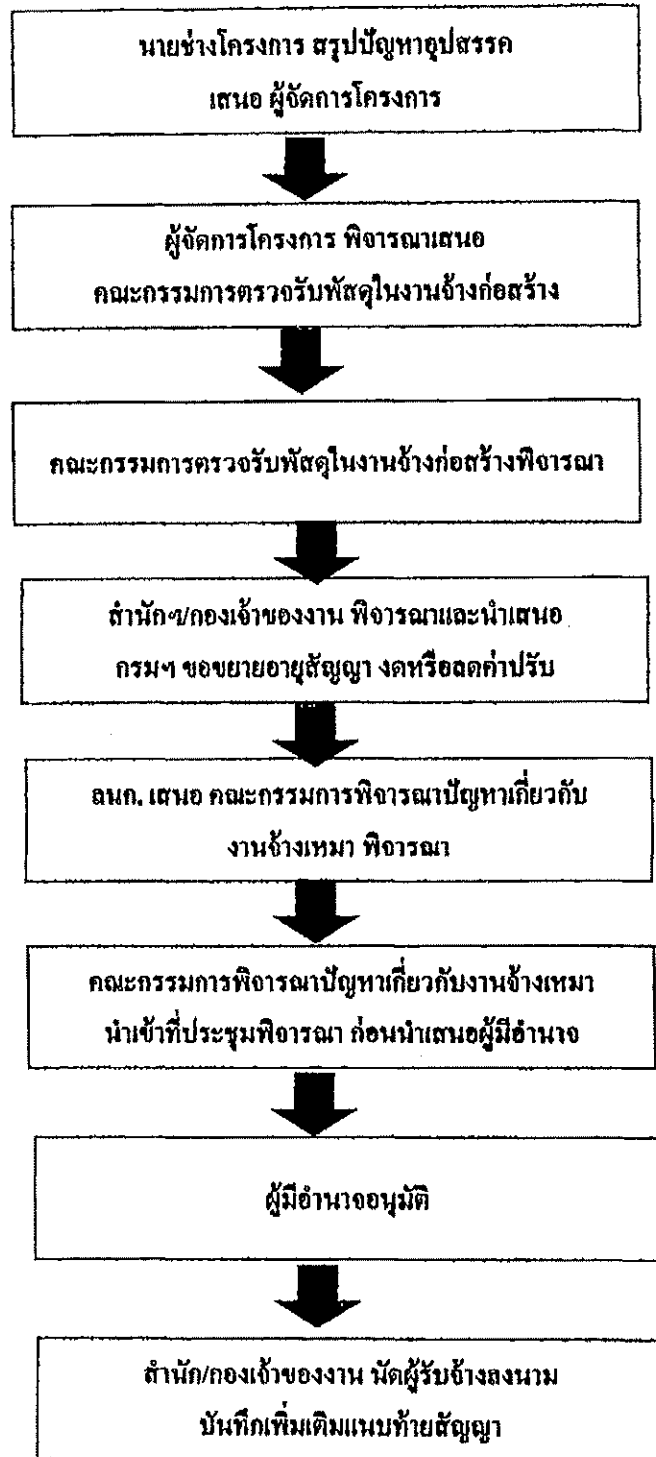 นายช่างโครงการ สรุปปัญหาอุปสรรค
เสนอ ผู้จัดการโครงการ
ผู้จัดการโครงการ พิจารณาเสนอ
คณะกรรมการตรวจรับพัสดุในงานจ้างก่อสร้าง
คณะกรรมการตรวจรับพัสดุในงานจ้างก่อสร้างพิจารณา
สำนักฯ/กองเจ้าของงาน พิจารณาและนำเสนอ
กรมฯ ขอขยายอายุสัญญา งดหรือลดค่าปรับ
ลนก. เสนอ คณะกรรมการพิจารณาปัญหาเกี่ยวกับ
งานจ้างเหมา พิจารณา
คณะกรรมการพิจารณาปัญหาเกี่ยวกับงานจ้างเหมา
นำเข้าที่ประชุมพิจารณา ก่อนนำเสนอผู้มีอำนาจ
ผู้มีอำนาจอนุมัติ
สำนัก/กองเจ้าของงาน นัดผู้รับจ้างลงนาม
บันทึกเพิ่มเติมแนบท้ายสัญญา